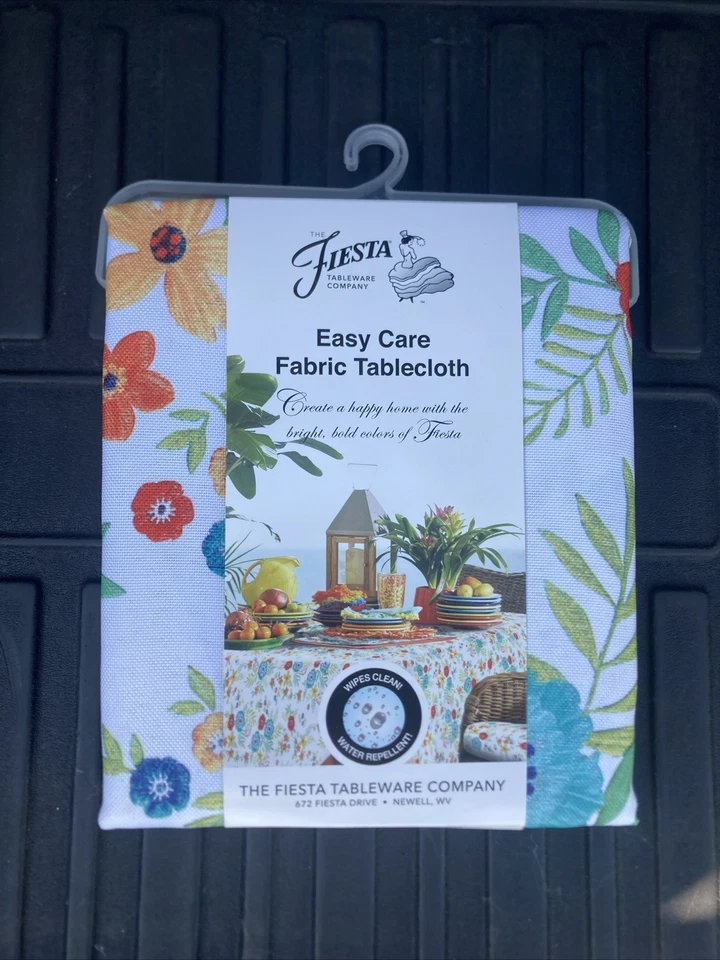 THE
FIESTA®
TABLEWARE
COMPANY
™
Easy Care
Fabric Tablecloth
Create a happy home with the
bright, bold colors of Fiesta
WIPES CLEAN!
WATER REPELLENT!
THE FIESTA TABLEWARE COMPANY
672 FIESTA DRIVE • NEWELL, WV